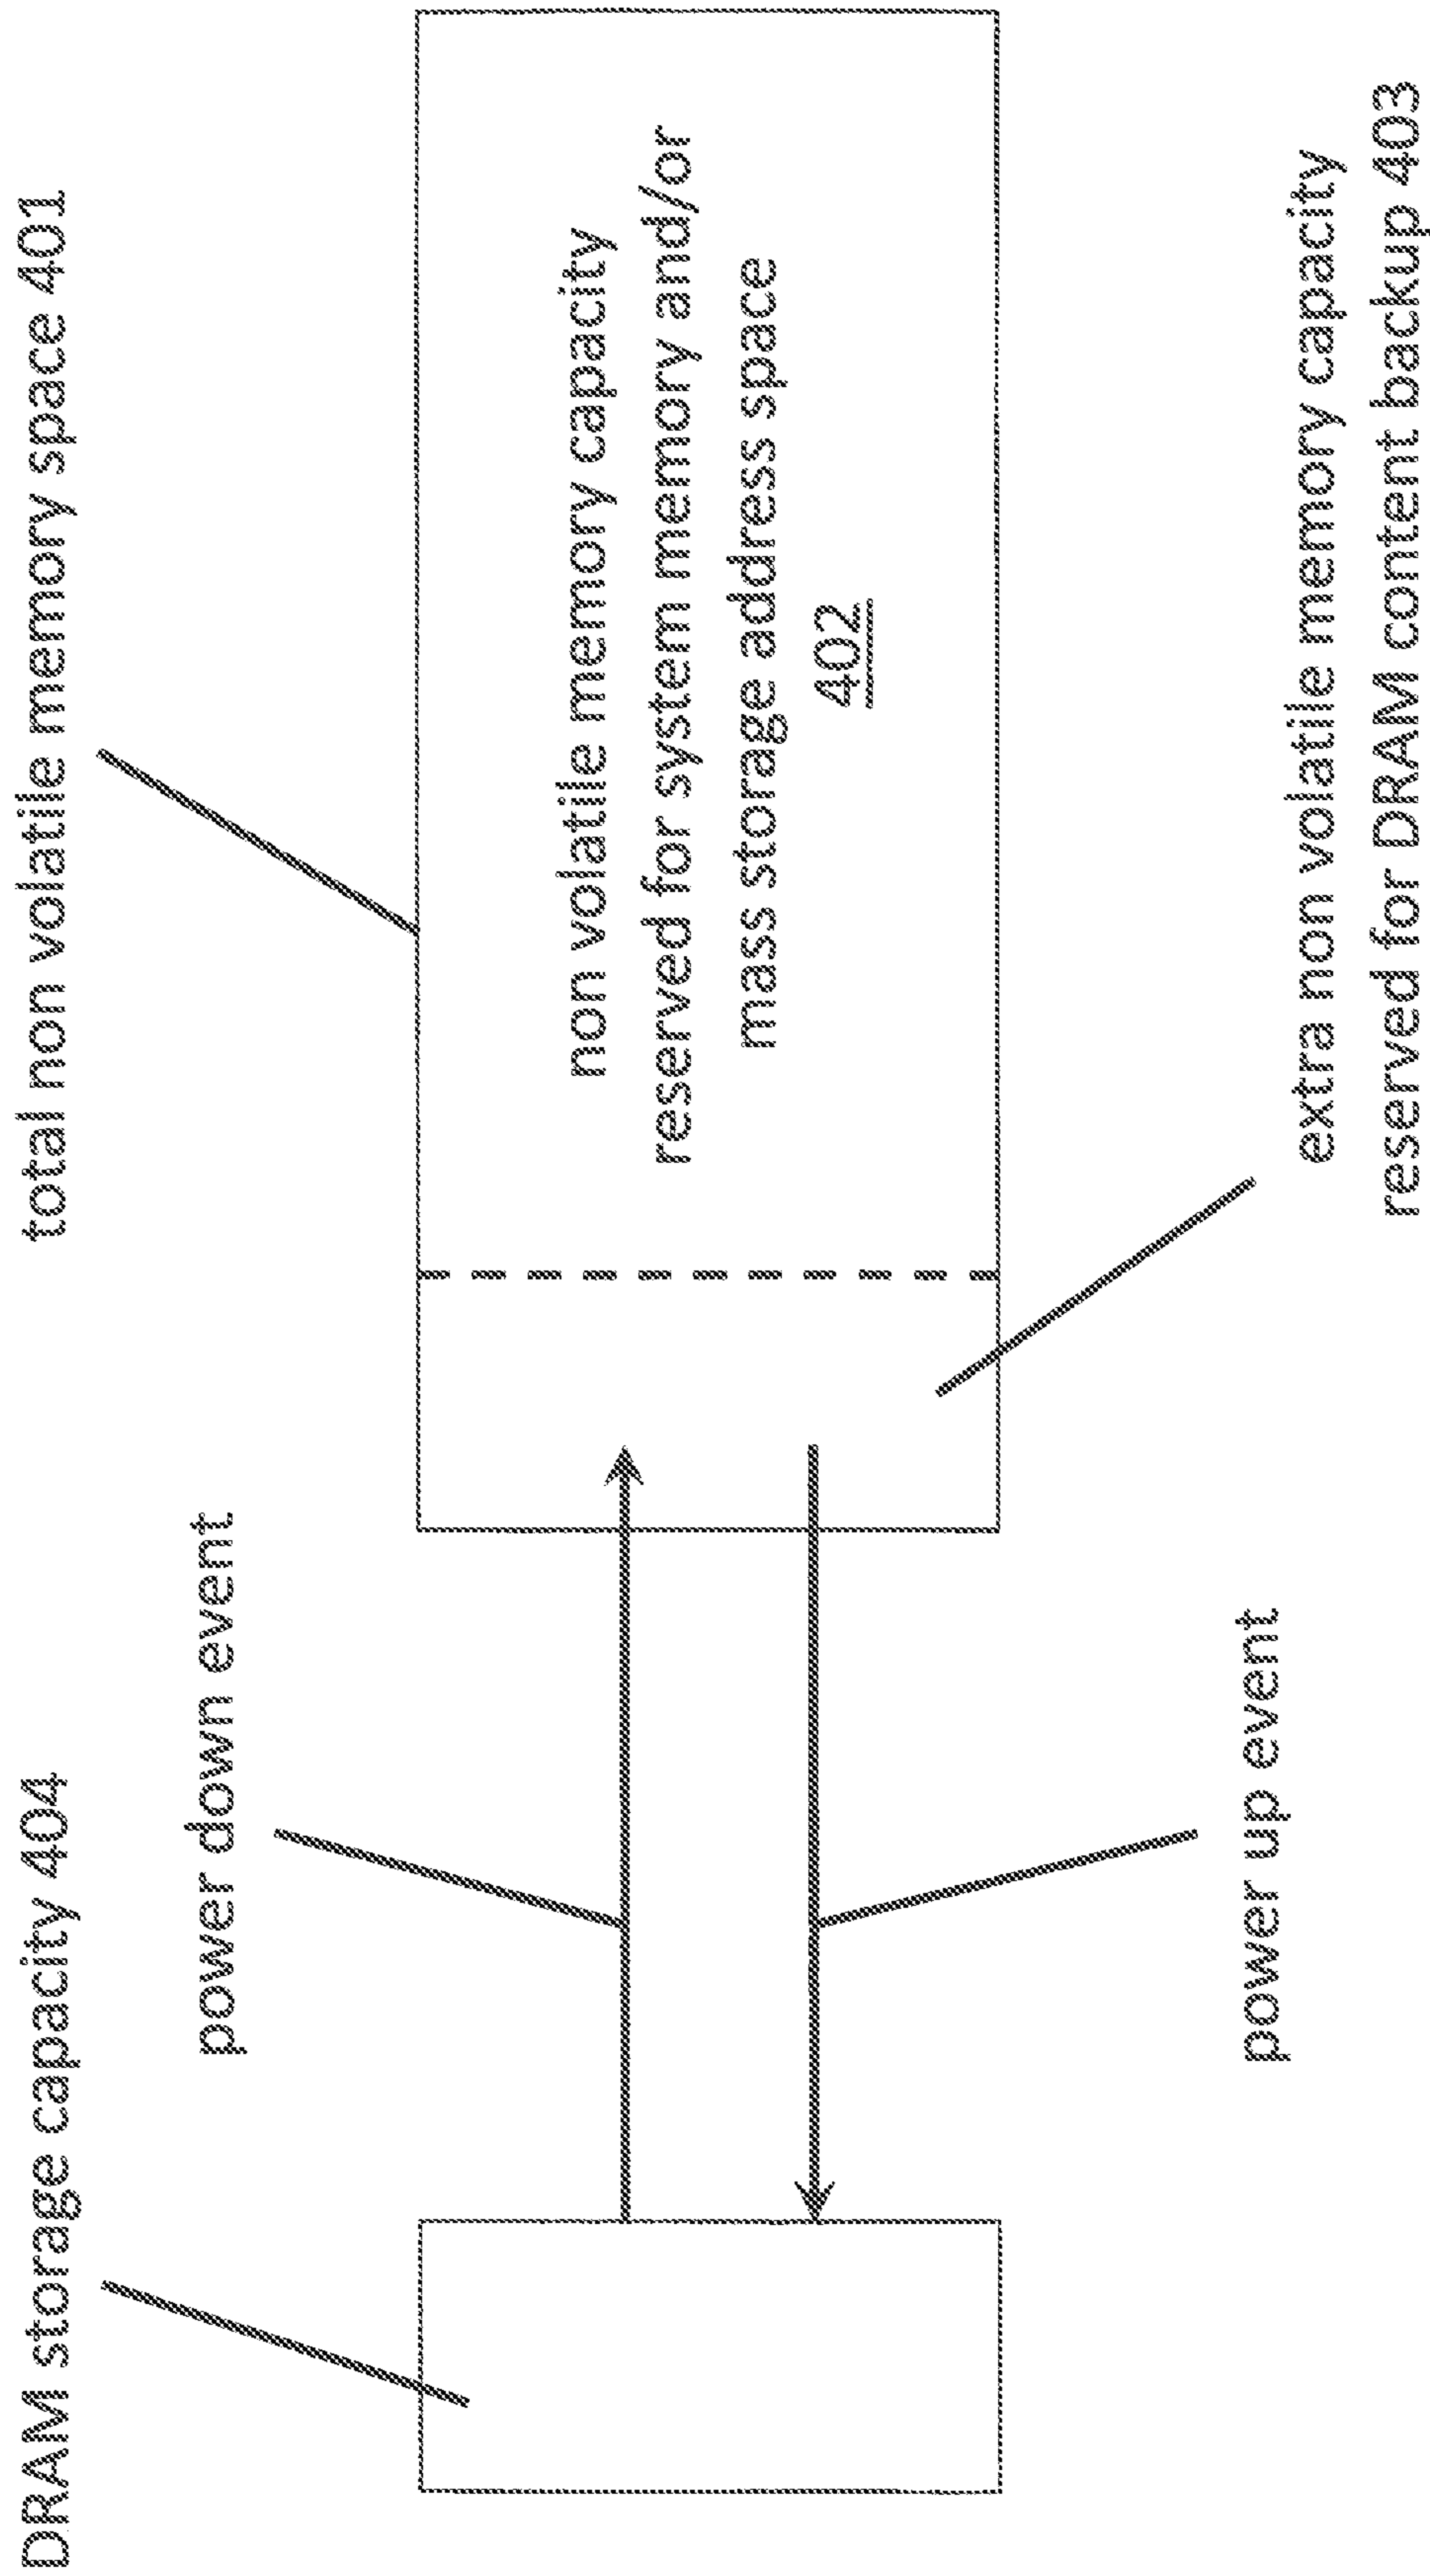 DRAM storage capacity 404
total non volatile memory space 401
power down event
non volatile memory capacity
reserved for system memory and/or
mass storage address space
402
power up event
extra non volatile memory capacity
reserved for DRAM content backup 403